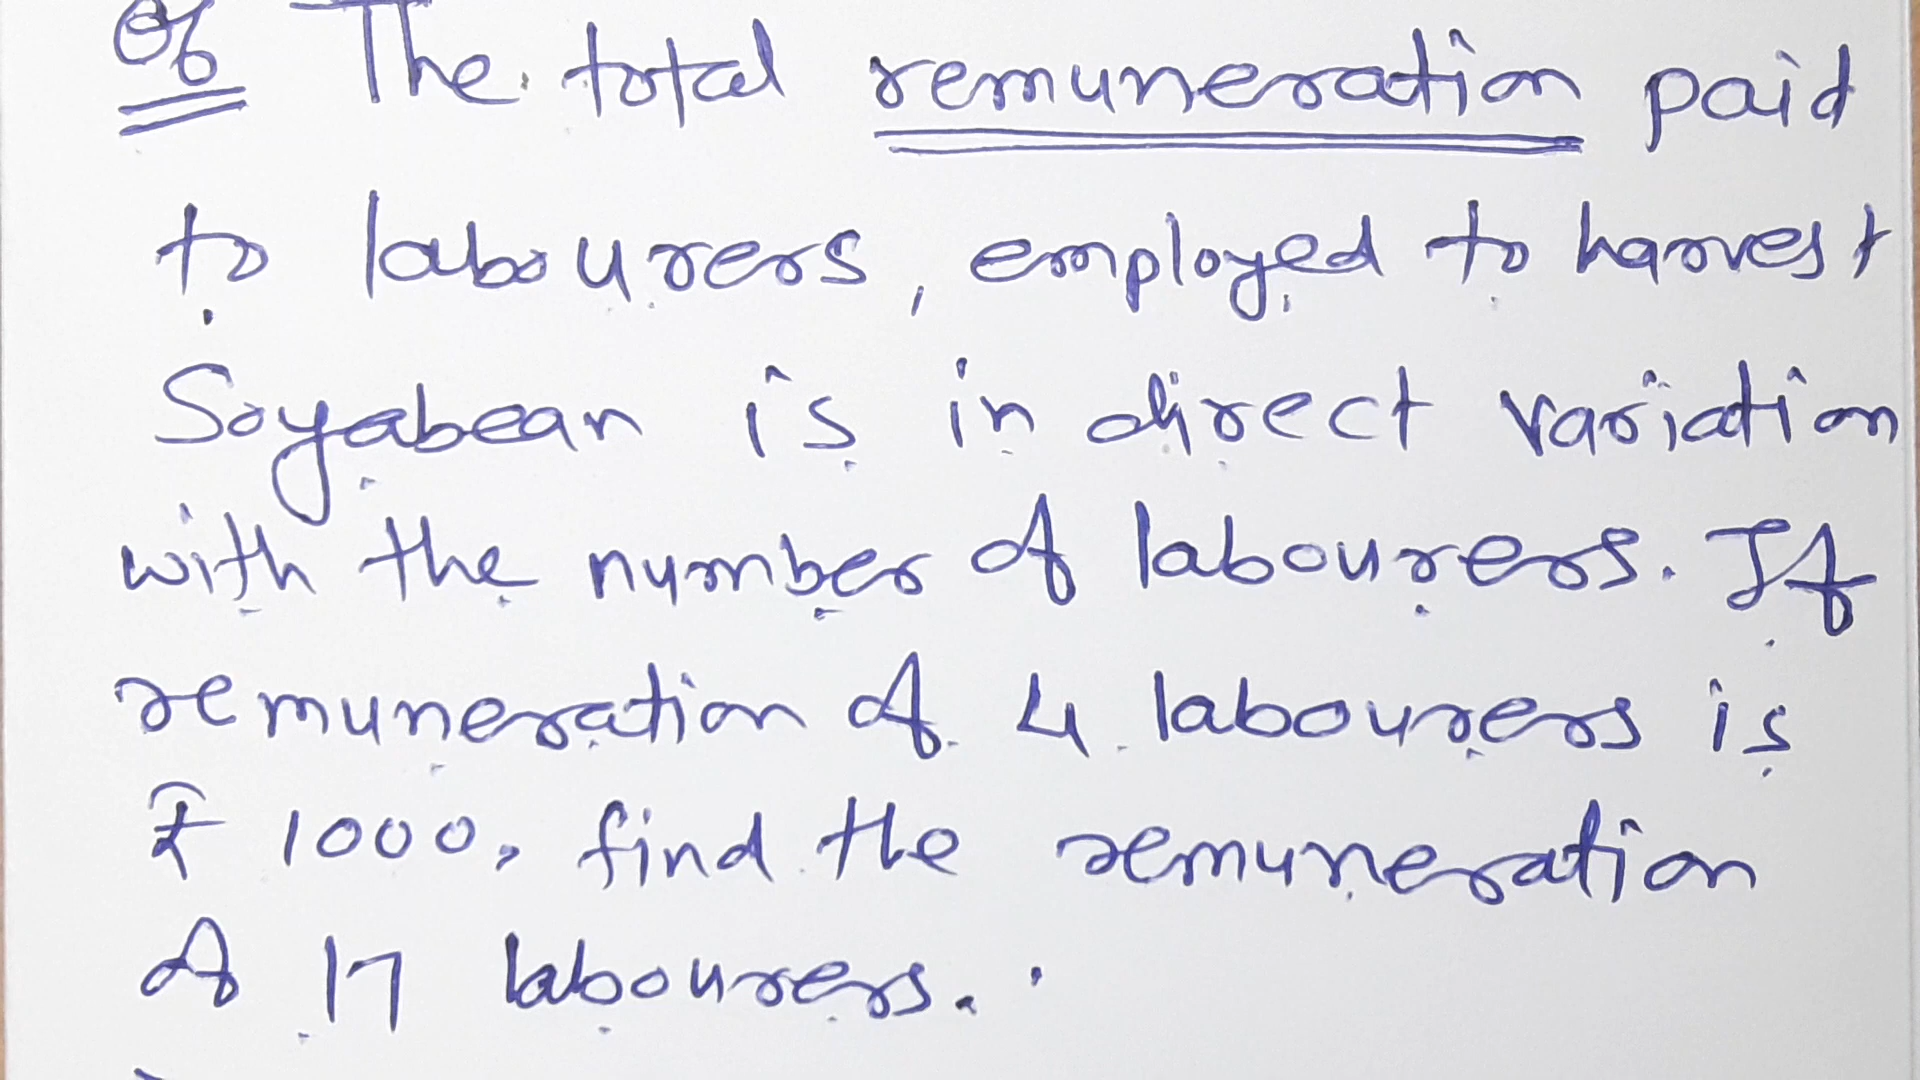 The total remuneration paid
to labourers, employed to harvest
Soyabean is in direct variation
with the number of labourers. If
remuneration of 4 labourers is
₹ 1000, find the remuneration
of 17 labourers.